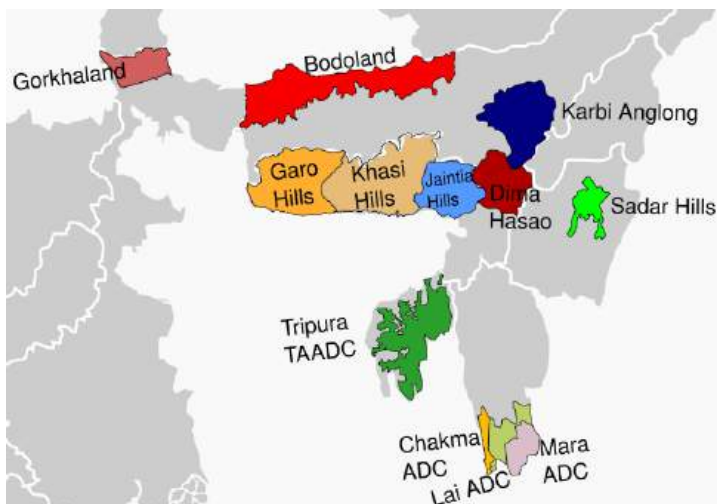 Gorkhaland
Bodoland
Karbi Anglong
Garo
Hills
Khasi
Hills
Jaintia
Hills
Dima
Hasao
Sadar Hills
Tripura
TAADC
Chakma
ADC
Lai ADC
Mara
ADC